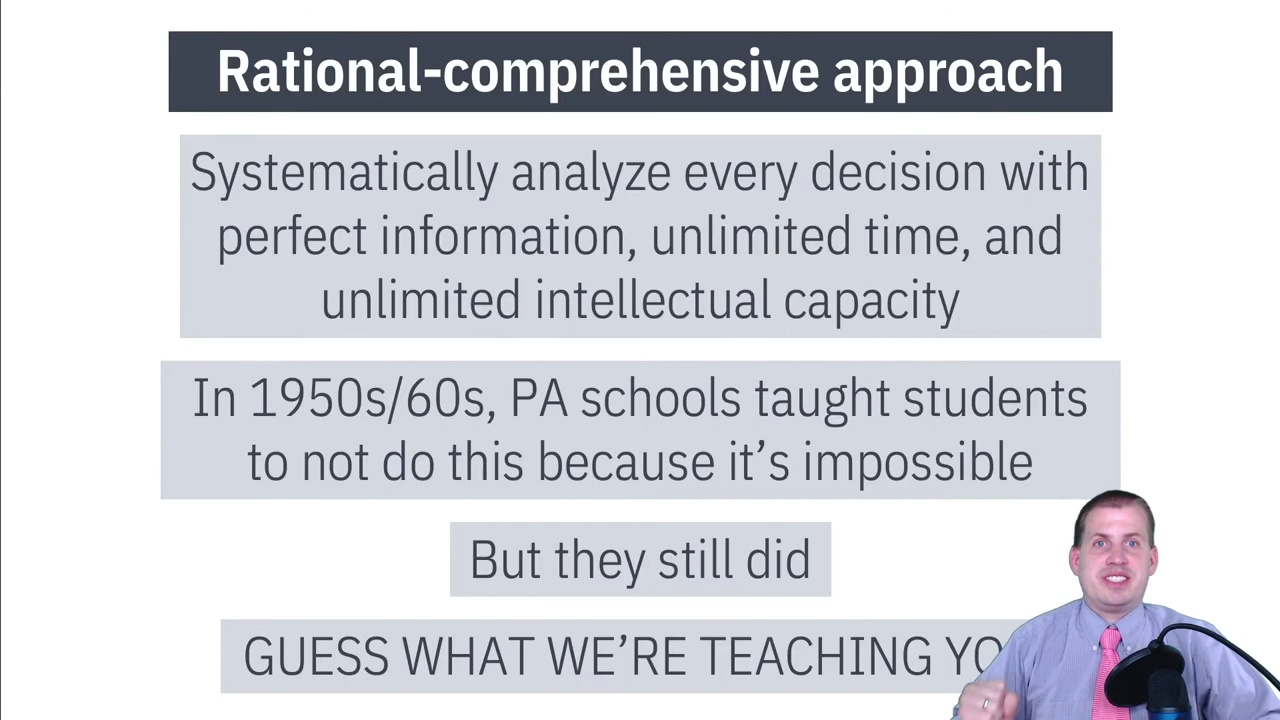 Rational-comprehensive approach
Systematically analyze every decision with
perfect information, unlimited time, and
unlimited intellectual capacity
In 1950s/60s, PA schools taught students
to not do this because it’s impossible
But they still did
GUESS WHAT WE’RE TEACHING